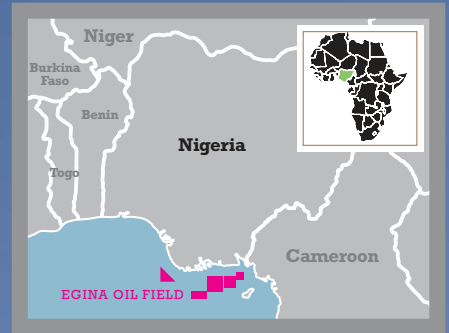 Niger
Burkina
Faso
Benin
Nigeria
Togo
Cameroon
EGINA OIL FIELD